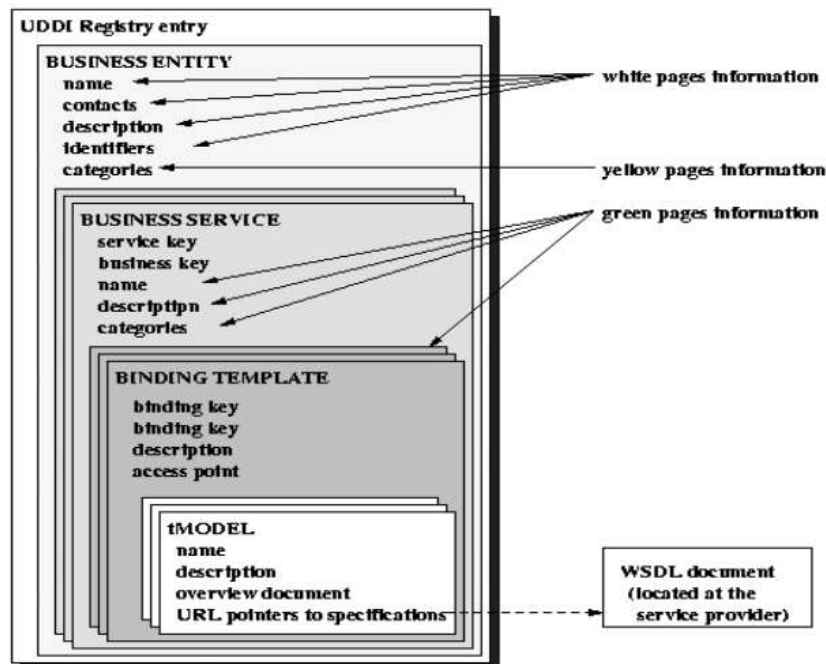 UDDI Registry entry
BUSINESS ENTITY
name
contacts
description
identifiers
categories
white pages information
yellow pages information
green pages information
BUSINESS SERVICE
service key
business key
name
descriptipn
categories
BINDING TEMPLATE
binding key
binding key
description
access point
tMODEL
name
description
overview document
URL pointers to specifications
WSDL document
(located at the
service provider)